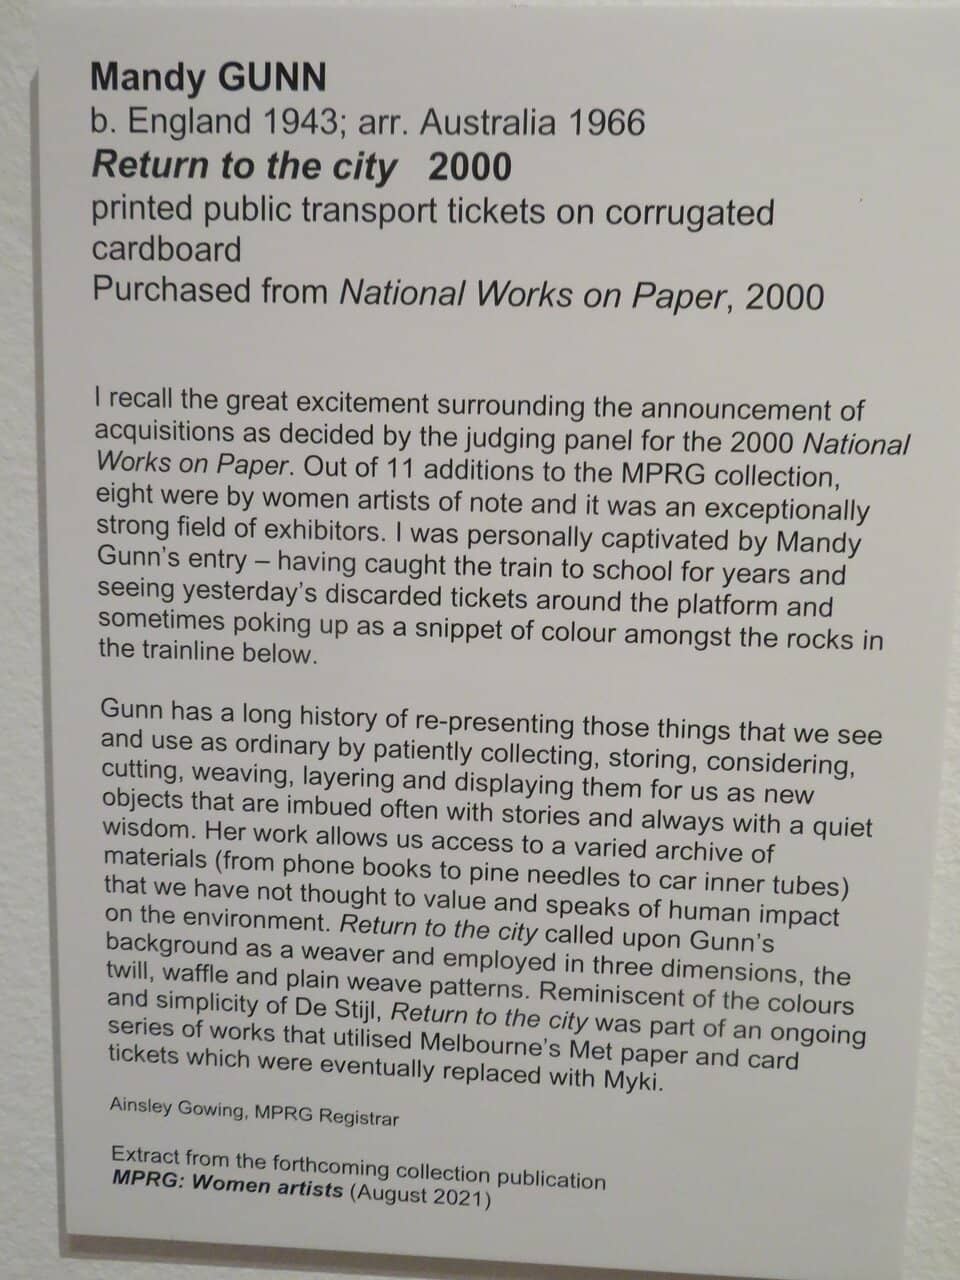 Mandy GUNN
b. England 1943; arr. Australia 1966
Return to the city 2000
printed public transport tickets on corrugated
cardboard
Purchased from National Works on Paper, 2000
I recall the great excitement surrounding the announcement of
acquisitions as decided by the judging panel for the 2000 National
Works on Paper. Out of 11 additions to the MPRG collection,
eight were by women artists of note and it was an exceptionally
strong field of exhibitors. I was personally captivated by Mandy
Gunn's entry – having caught the train to school for years and
seeing yesterday's discarded tickets around the platform and
sometimes poking up as a snippet of colour amongst the rocks in
the trainline below.
Gunn has a long history of re-presenting those things that we see
and use as ordinary by patiently collecting, storing, considering,
cutting, weaving, layering and displaying them for us as new
objects that are imbued often with stories and always with a quiet
wisdom. Her work allows us access to a varied archive of
materials (from phone books to pine needles to car inner tubes)
that we have not thought to value and speaks of human impact
on the environment. Return to the city called upon Gunn's
background as a weaver and employed in three dimensions, the
twill, waffle and plain weave patterns. Reminiscent of the colours
and simplicity of De Stijl, Return to the city was part of an ongoing
series of works that utilised Melbourne's Met paper and card
tickets which were eventually replaced with Myki.
Ainsley Gowing, MPRG Registrar
Extract from the forthcoming collection publication
MPRG: Women artists (August 2021)